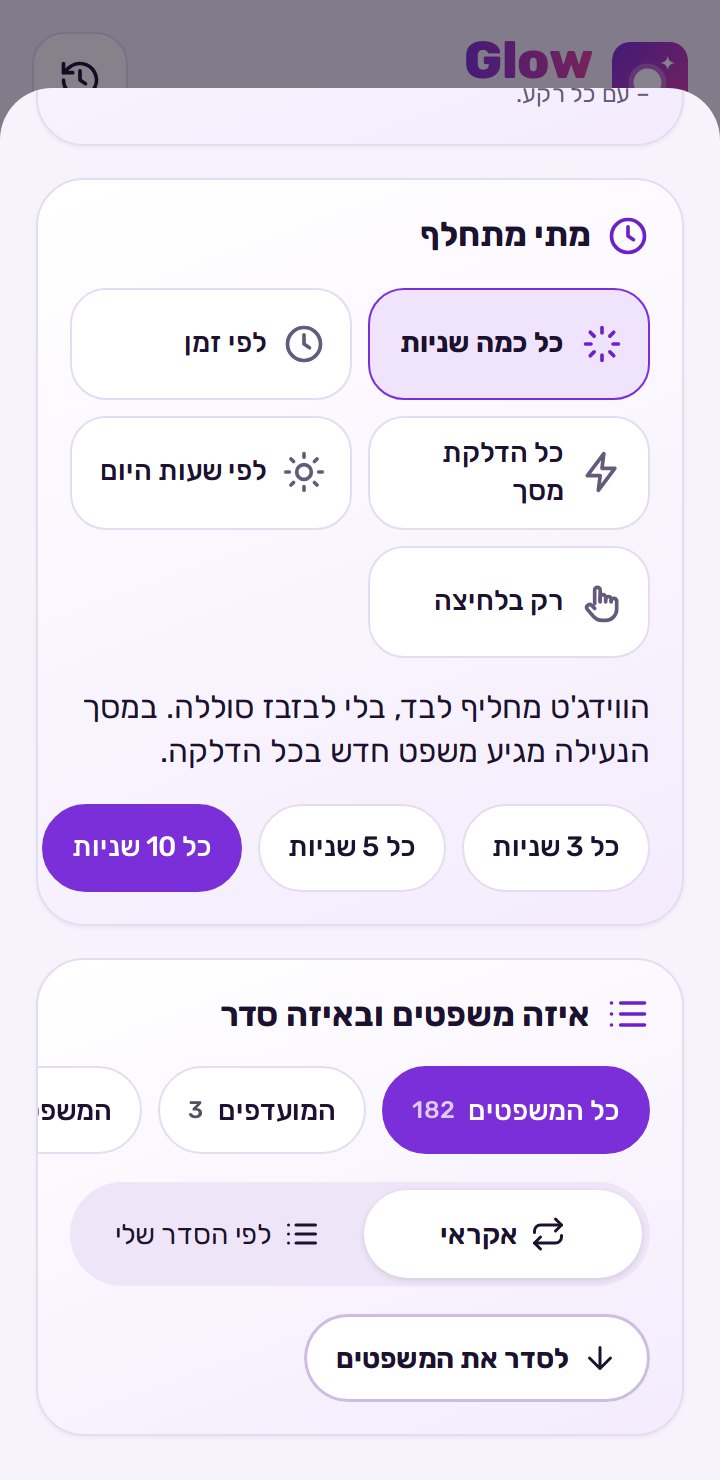 Glow
– עם כל רקע.
מתי מתחלף
כל כמה שניות
לפי זמן
כל הדלקת
מסך
לפי שעות היום
רק בלחיצה
הווידג'ט מחליף לבד, בלי לבזבז סוללה. במסך
הנעילה מגיע משפט חדש בכל הדלקה.
כל 3 שניות
כל 5 שניות
כל 10 שניות
איזה משפטים ובאיזה סדר
כל המשפטים 182
המועדפים 3
אקראי
לפי הסדר שלי
לסדר את המשפטים